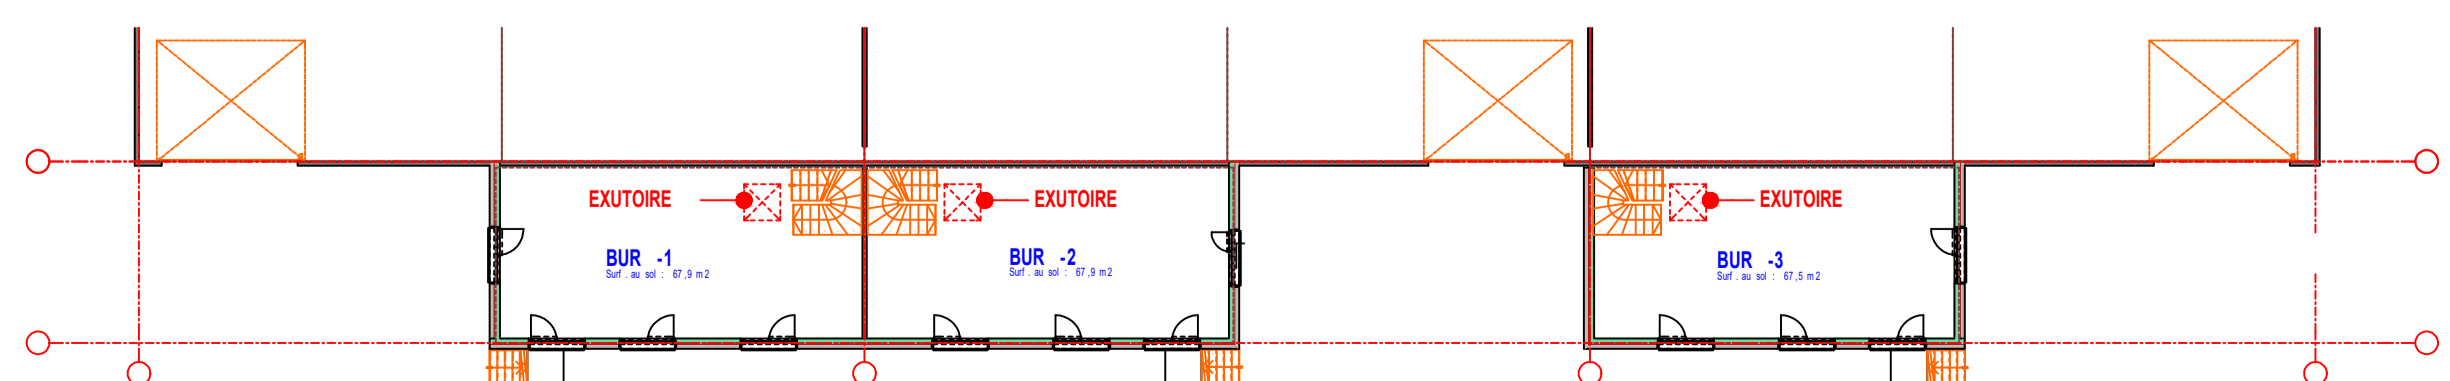 EXUTOIRE
EXUTOIRE
EXUTOIRE
BUR -1
Surf . au sol : 67,9 m2
BUR -2
Surf . au sol : 67,9 m2
BUR -3
Surf . au sol : 67,5 m2